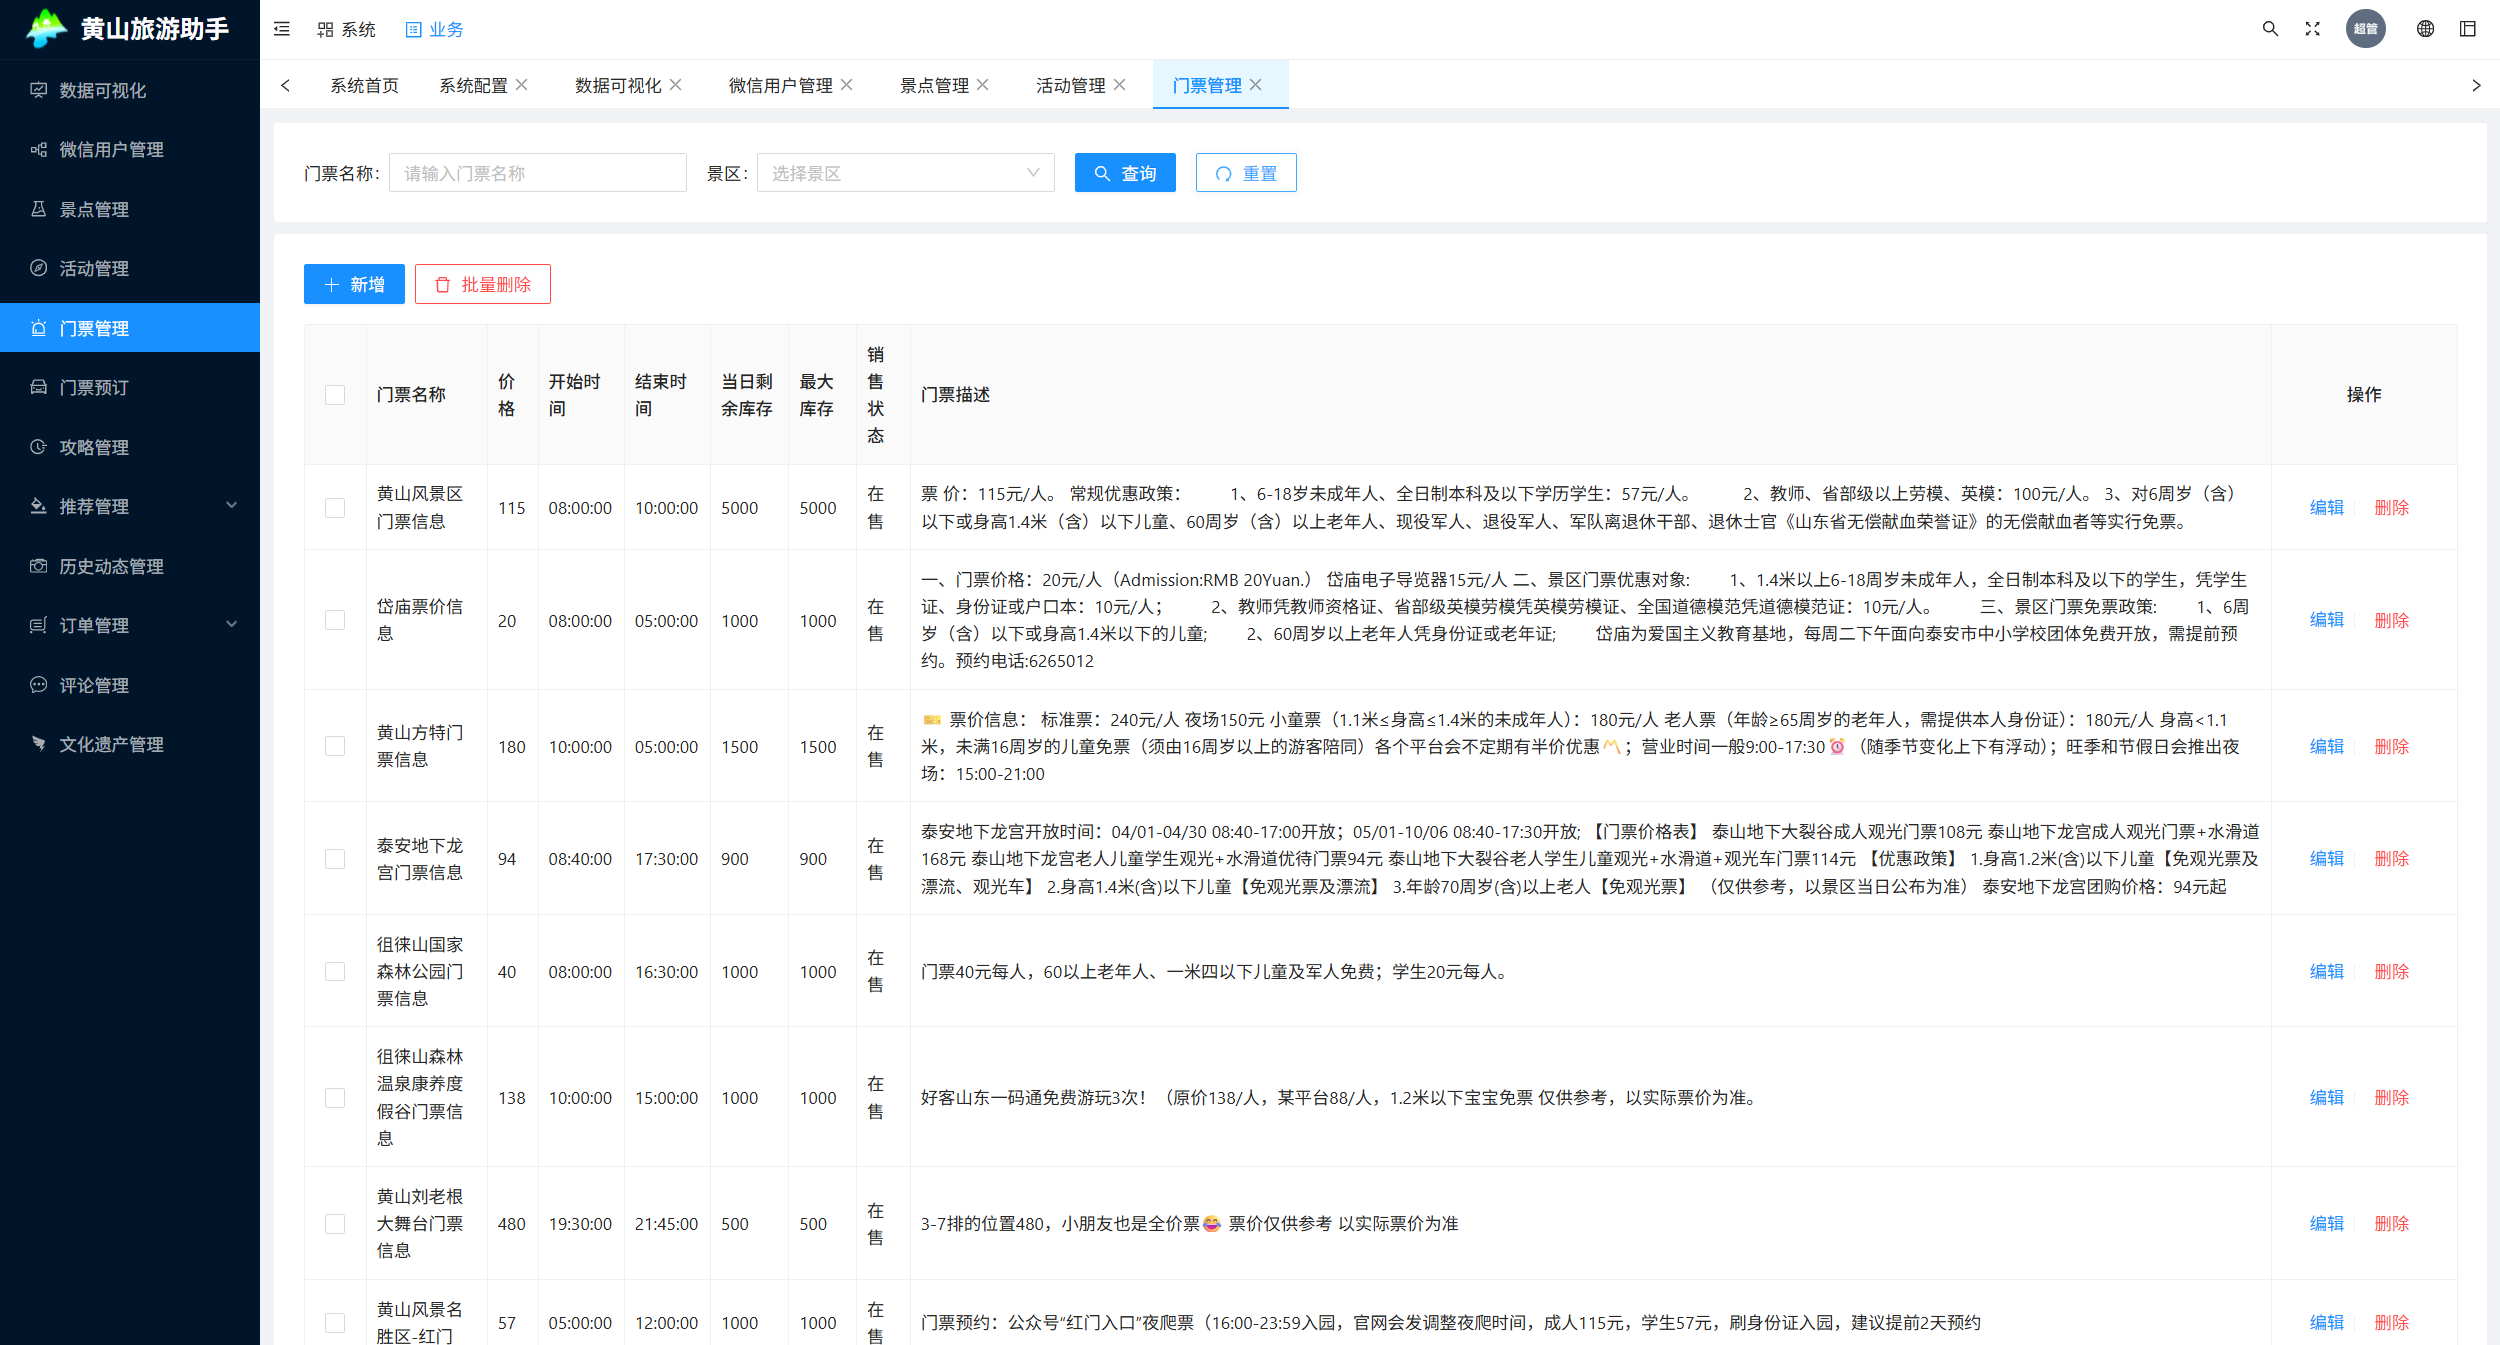 黄山旅游助手
系统
业务
超管
数据可视化
微信用户管理
景点管理
活动管理
门票管理
门票预订
攻略管理
推荐管理
历史动态管理
订单管理
评论管理
文化遗产管理
系统首页
系统配置
数据可视化
微信用户管理
景点管理
活动管理
门票管理
门票名称: 请输入门票名称
景区: 选择景区
查询
重置
新增
批量删除
门票名称
价
格
开始时
间
结束时
间
当日剩
余库存
最大
库存
销
售
状
态
门票描述
操作
黄山风景区
门票信息
115
08:00:00
10:00:00
5000
5000
在
售
票 价：115元/人。 常规优惠政策： 1、6-18岁未成年人、全日制本科及以下学历学生：57元/人。 2、教师、省部级以上劳模、英模：100元/人。 3、对6周岁（含）
以下或身高1.4米（含）以下儿童、60周岁（含）以上老年人、现役军人、退役军人、军队离退休干部、退休士官《山东省无偿献血荣誉证》的无偿献血者等实行免票。
编辑
删除
岱庙票价信
息
20
08:00:00
05:00:00
1000
1000
在
售
一、门票价格：20元/人（Admission:RMB 20Yuan.） 岱庙电子导览器15元/人 二、景区门票优惠对象: 1、1.4米以上6-18周岁未成年人，全日制本科及以下的学生，凭学生
证、身份证或户口本：10元/人； 2、教师凭教师资格证、省部级英模劳模凭英模劳模证、全国道德模范凭道德模范证：10元/人。 三、景区门票免票政策: 1、6周
岁（含）以下或身高1.4米以下的儿童; 2、60周岁以上老年人凭身份证或老年证; 岱庙为爱国主义教育基地，每周二下午面向泰安市中小学校团体免费开放，需提前预
约。预约电话:6265012
编辑
删除
黄山方特门
票信息
180
10:00:00
05:00:00
1500
1500
在
售
🎫 票价信息： 标准票：240元/人 夜场150元 小童票（1.1米≤身高≤1.4米的未成年人）：180元/人 老人票（年龄≥65周岁的老年人，需提供本人身份证）：180元/人 身高<1.1
米，未满16周岁的儿童免票（须由16周岁以上的游客陪同）各个平台会不定期有半价优惠〽️；营业时间一般9:00-17:30⏰（随季节变化上下有浮动）；旺季和节假日会推出夜
场：15:00-21:00
编辑
删除
泰安地下龙
宫门票信息
94
08:40:00
17:30:00
900
900
在
售
泰安地下龙宫开放时间：04/01-04/30 08:40-17:00开放；05/01-10/06 08:40-17:30开放; 【门票价格表】 泰山地下大裂谷成人观光门票108元 泰山地下龙宫成人观光门票+水滑道
168元 泰山地下龙宫老人儿童学生观光+水滑道优待门票94元 泰山地下大裂谷老人学生儿童观光+水滑道+观光车门票114元 【优惠政策】 1.身高1.2米(含)以下儿童【免观光票及
漂流、观光车】 2.身高1.4米(含)以下儿童【免观光票及漂流】 3.年龄70周岁(含)以上老人【免观光票】 （仅供参考，以景区当日公布为准） 泰安地下龙宫团购价格：94元起
编辑
删除
徂徕山国家
森林公园门
票信息
40
08:00:00
16:30:00
1000
1000
在
售
门票40元每人，60以上老年人、一米四以下儿童及军人免费；学生20元每人。
编辑
删除
徂徕山森林
温泉康养度
假谷门票信
息
138
10:00:00
15:00:00
1000
1000
在
售
好客山东一码通免费游玩3次！（原价138/人，某平台88/人，1.2米以下宝宝免票 仅供参考，以实际票价为准。
编辑
删除
黄山刘老根
大舞台门票
信息
480
19:30:00
21:45:00
500
500
在
售
3-7排的位置480，小朋友也是全价票😂 票价仅供参考 以实际票价为准
编辑
删除
黄山风景名
胜区-红门
57
05:00:00
12:00:00
1000
1000
在
售
门票预约：公众号“红门入口”夜爬票（16:00-23:59入园，官网会发调整夜爬时间，成人115元，学生57元，刷身份证入园，建议提前2天预约
编辑
删除